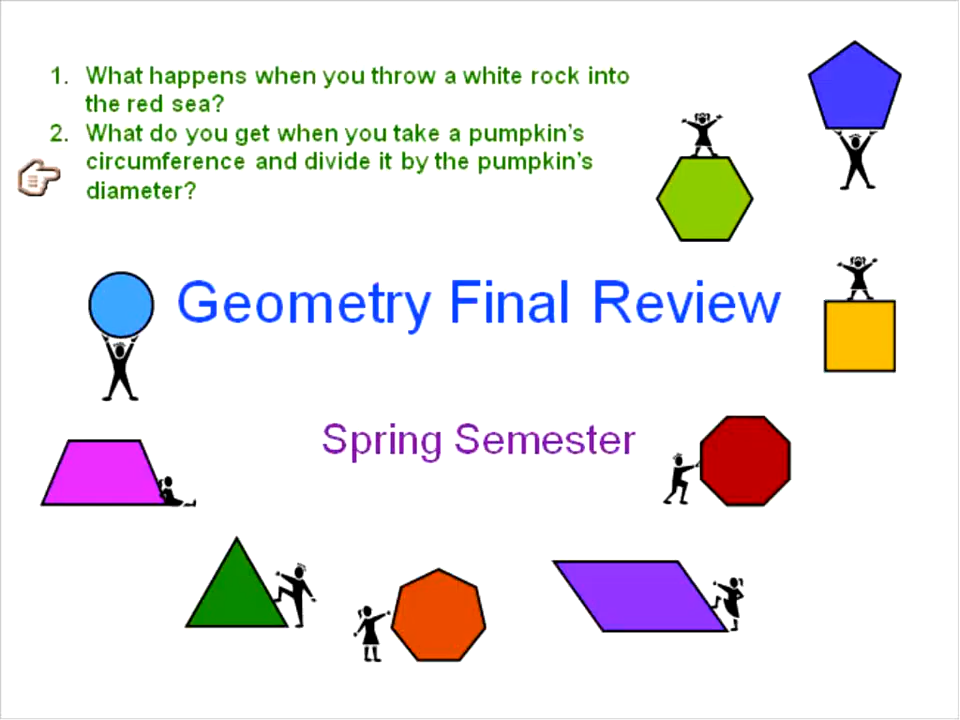 1. What happens when you throw a white rock into
the red sea?
2. What do you get when you take a pumpkin's
circumference and divide it by the pumpkin's
diameter?
Geometry Final Review
Spring Semester